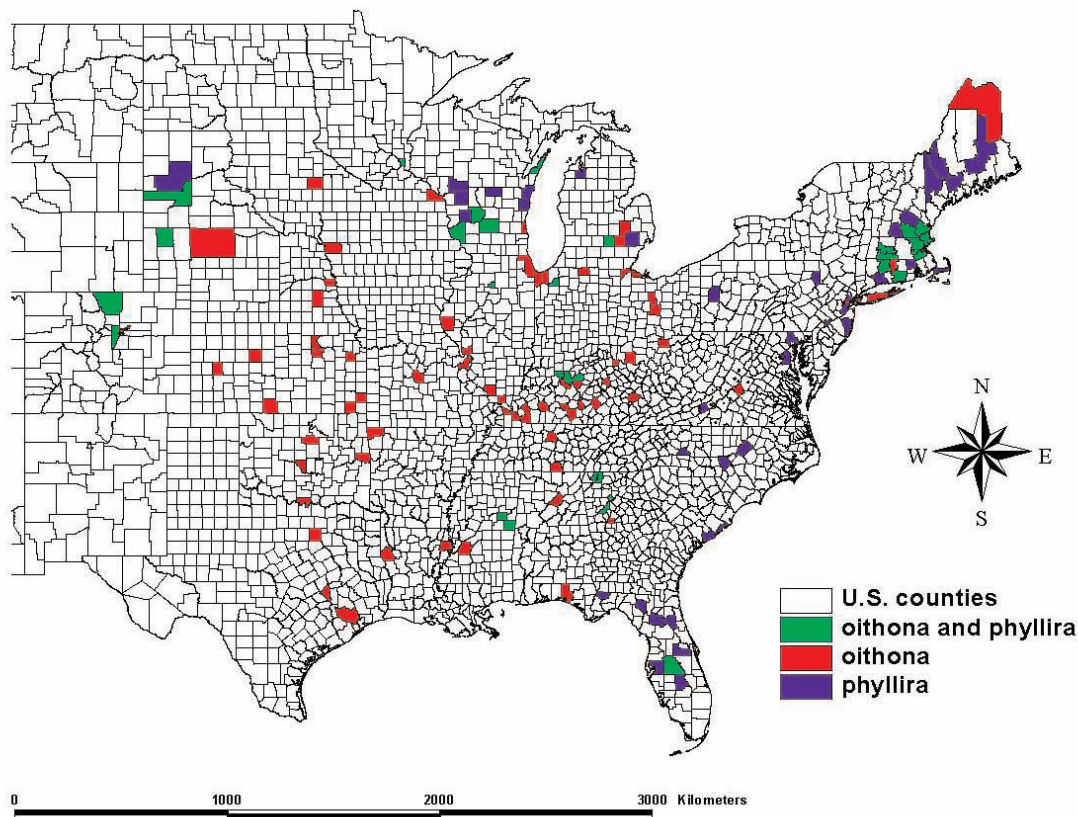 N
W E
S
U.S. counties
oithona and phyllira
oithona
phyllira
0 1000 2000 3000 Kilometers